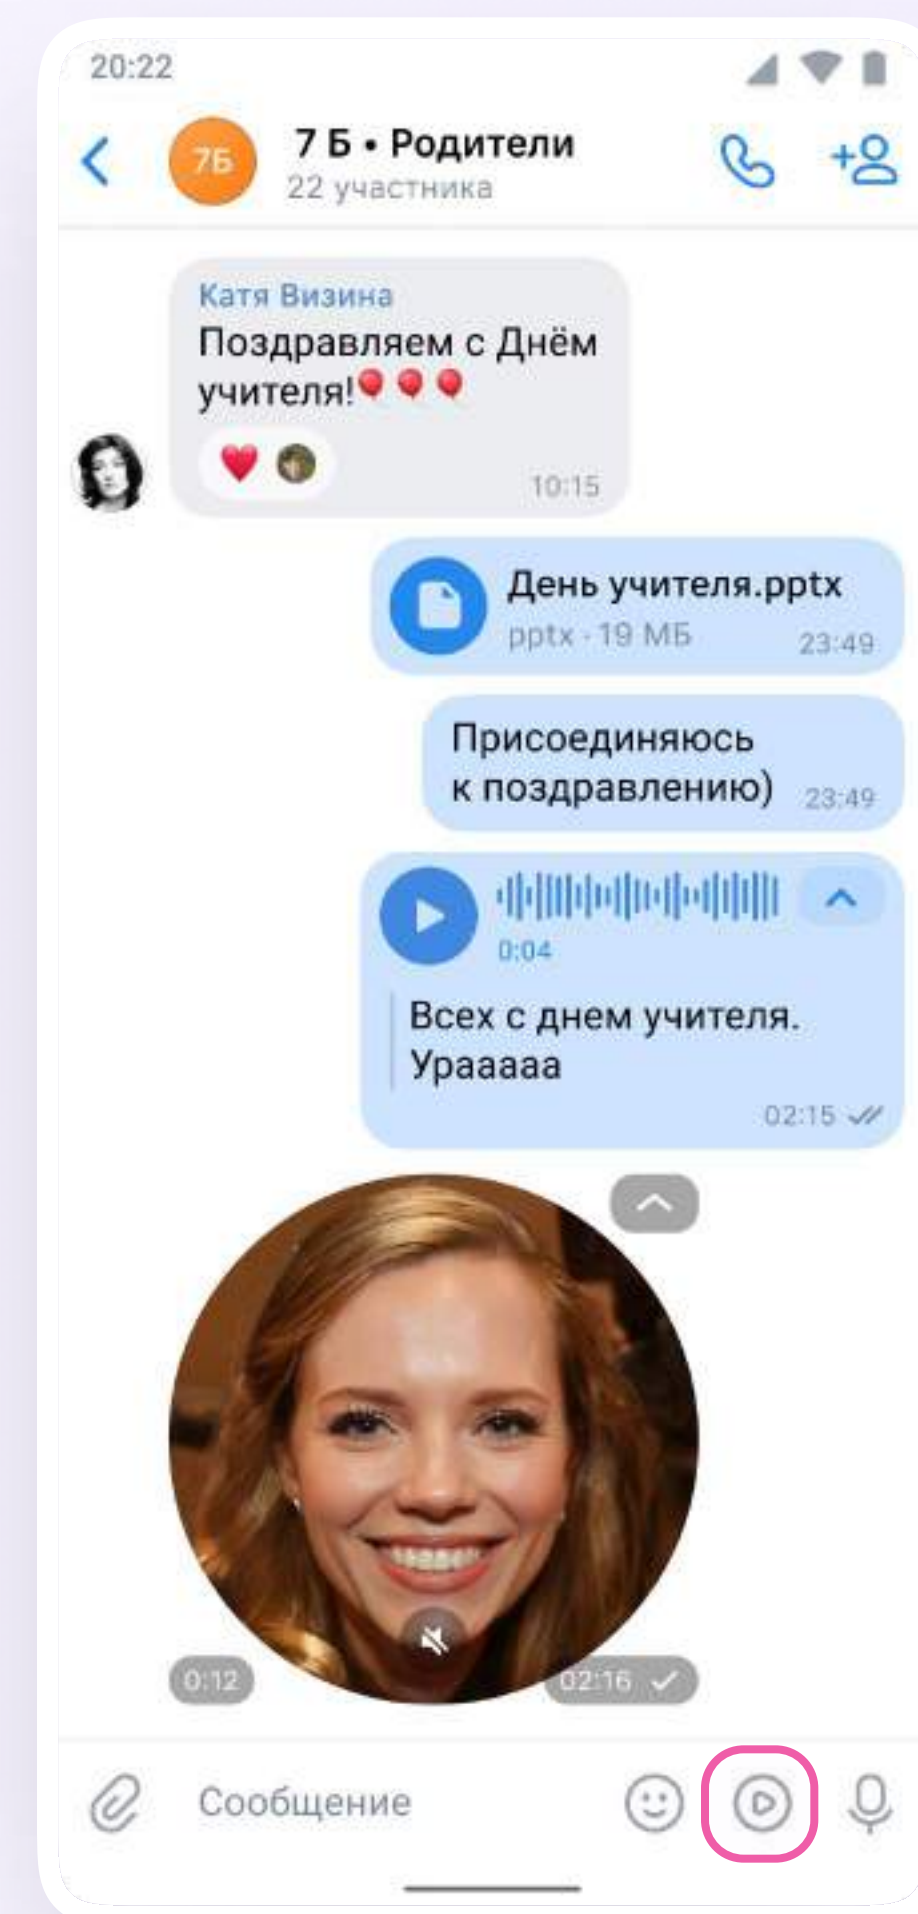 20:22
7Б
7 Б • Родители
22 участника
Катя Визина
Поздравляем с Днём
учителя!🎈🎈🎈
10:15
День учителя.pptx
pptx · 19 МБ
23:49
Присоединяюсь
к поздравлению)
23:49
0:04
Всех с днем учителя.
Урааааа
02:15
0:12
02:16
Сообщение